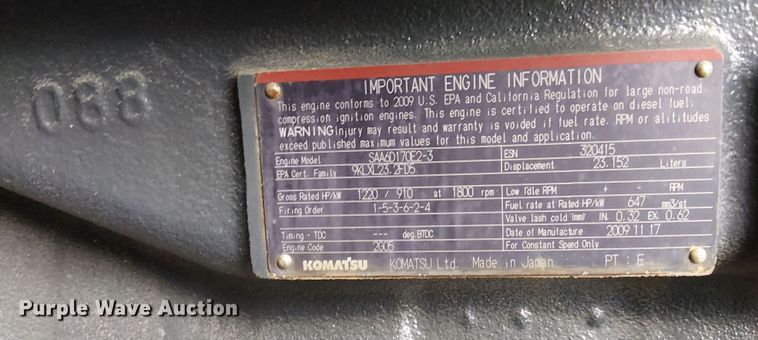 088
IMPORTANT ENGINE INFORMATION
This engine conforms to 2009 U.S. EPA and California Regulation for large non-road
compression ignition engines. This engine is certified to operate on diesel fuel.
WARNING Injury may result and warranty is voided if fuel rate. RPM or altitudes
exceed published maximums for this model and application.
Engine Model SAA6D170E2-3 ESN 320415
EPA Cert. Family 9KLXL23.2FD5 Displacement 23.152 Liters
Gross Rated HP/kW 1220 / 910 at 1800 rpm Low Idle RPM + - RPM
Firing Order 1-5-3-6-2-4 Fuel rate at Rated HP/kW 647 mm3/st
Valve lash cold (mm) IN. 0.32 EX. 0.62
Timing - TDC --- deg.BTDC Date of Manufacture 2009 11 17
Engine Code 2G05 For Constant Speed Only
KOMATSU KOMATSU Ltd. Made in Japan PT : E
Purple Wave Auction